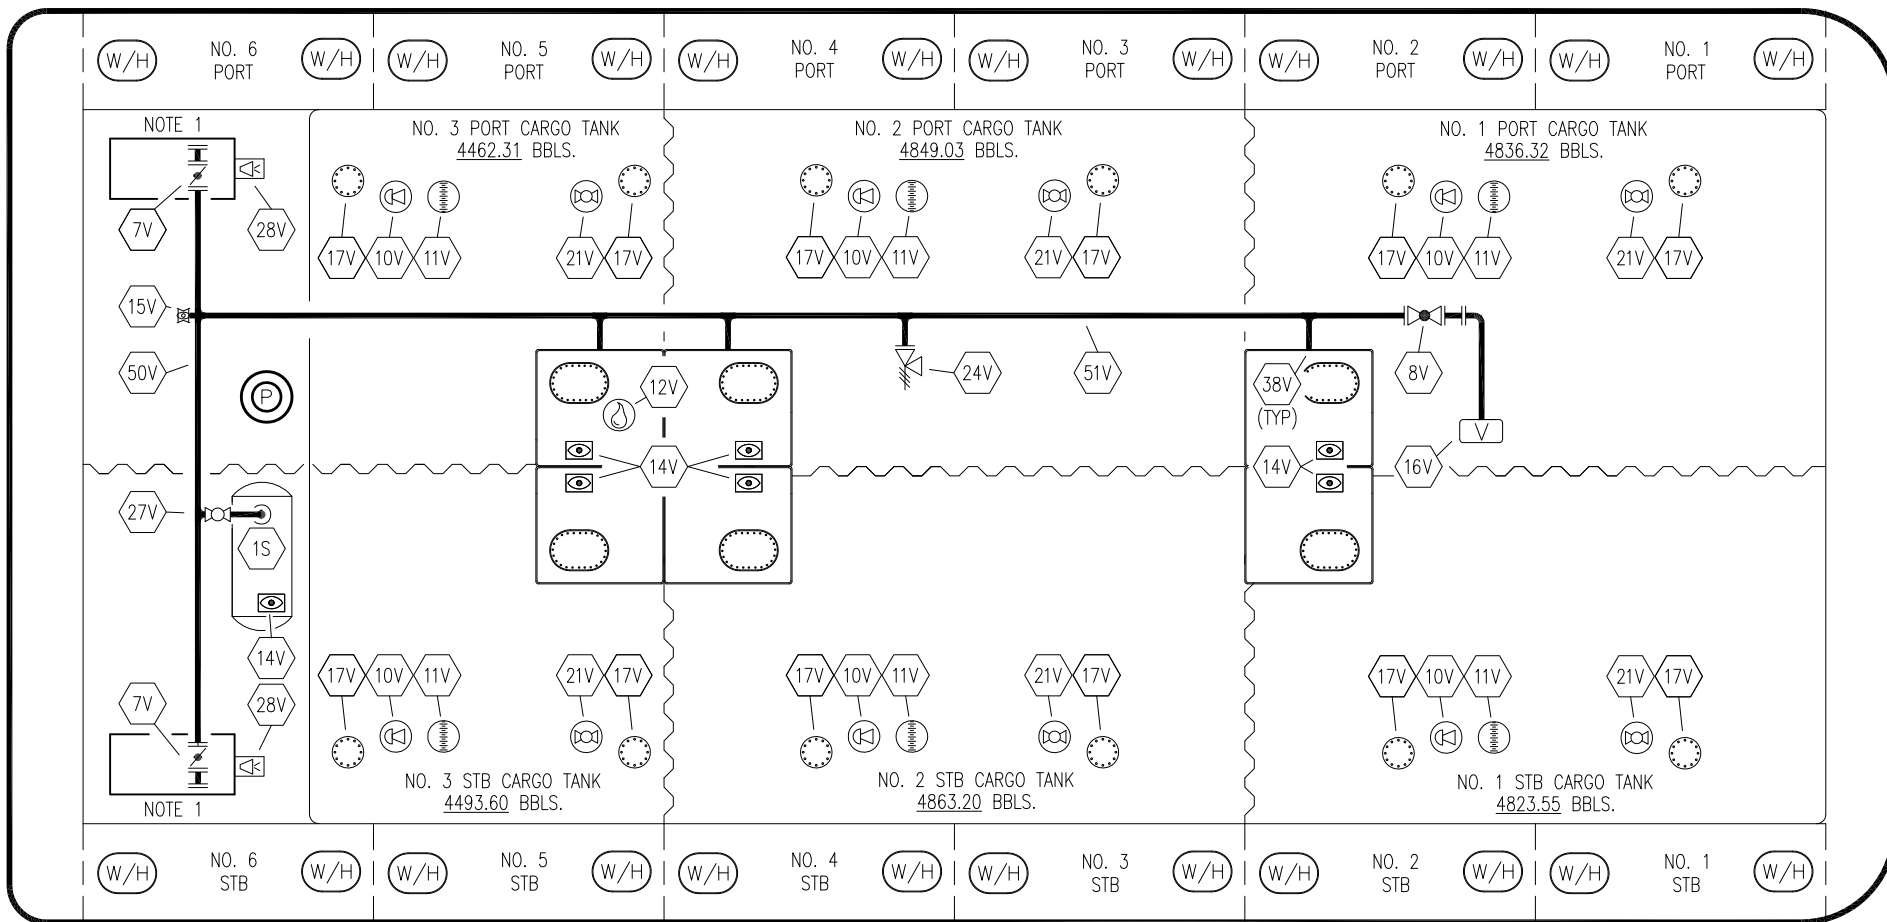 W/H NO. 6 W/H W/H NO. 5 W/H W/H NO. 4 W/H W/H NO. 3 W/H W/H NO. 2 W/H W/H NO. 1 W/H
PORT PORT PORT PORT PORT PORT
NOTE 1
NO. 3 PORT CARGO TANK
4462.31 BBLS.
NO. 2 PORT CARGO TANK
4849.03 BBLS.
NO. 1 PORT CARGO TANK
4836.32 BBLS.
7V 28V
17V 10V 11V 21V 17V
17V 10V 11V 21V 17V
17V 10V 11V 21V 17V
15V
50V
P
12V
24V
51V
38V
(TYP)
8V
V
14V
14V
16V
27V
1S
14V
7V
28V
17V 10V 11V 21V 17V
17V 10V 11V 21V 17V
17V 10V 11V 21V 17V
NO. 3 STB CARGO TANK
4493.60 BBLS.
NO. 2 STB CARGO TANK
4863.20 BBLS.
NO. 1 STB CARGO TANK
4823.55 BBLS.
NOTE 1
W/H NO. 6 W/H W/H NO. 5 W/H W/H NO. 4 W/H W/H NO. 3 W/H W/H NO. 2 W/H W/H NO. 1 W/H
STB STB STB STB STB STB